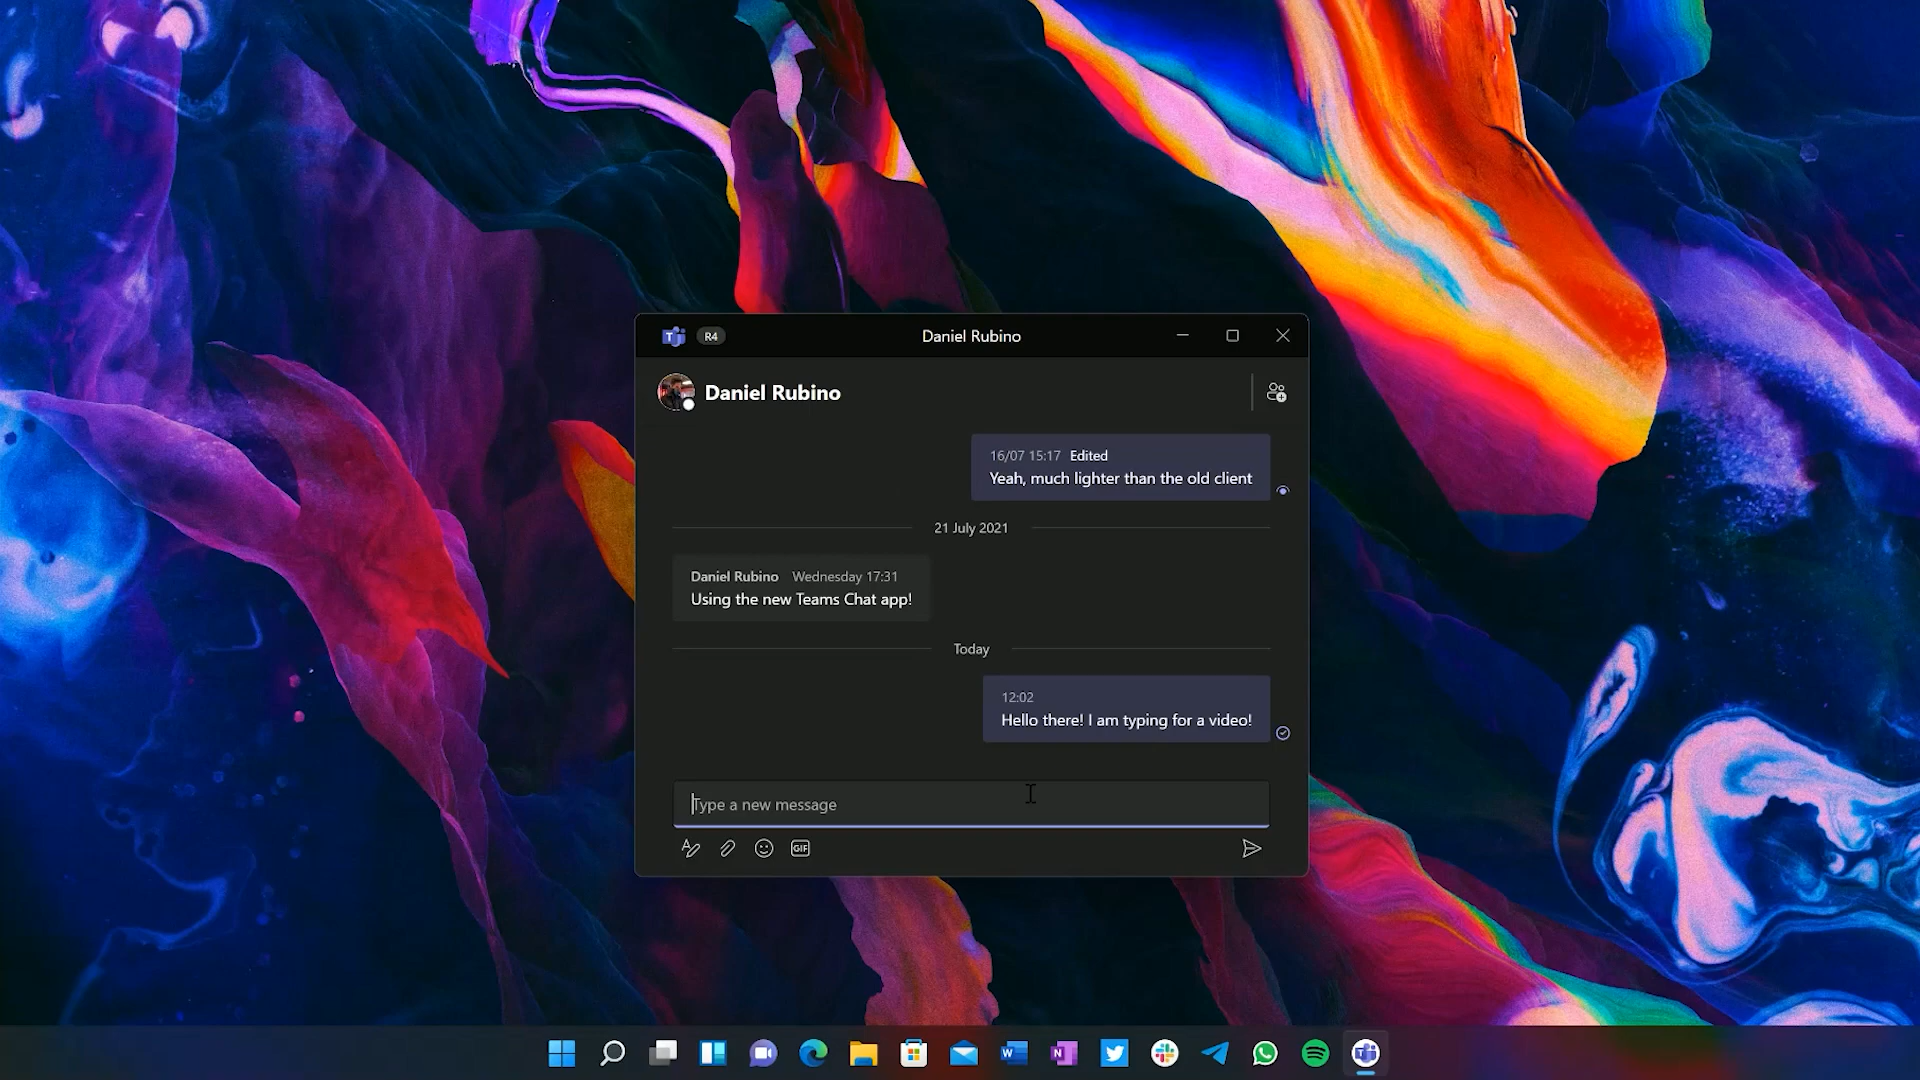 R4
Daniel Rubino
Daniel Rubino
16/07 15:17 Edited
Yeah, much lighter than the old client
21 July 2021
Daniel Rubino Wednesday 17:31
Using the new Teams Chat app!
Today
12:02
Hello there! I am typing for a video!
Type a new message
GIF